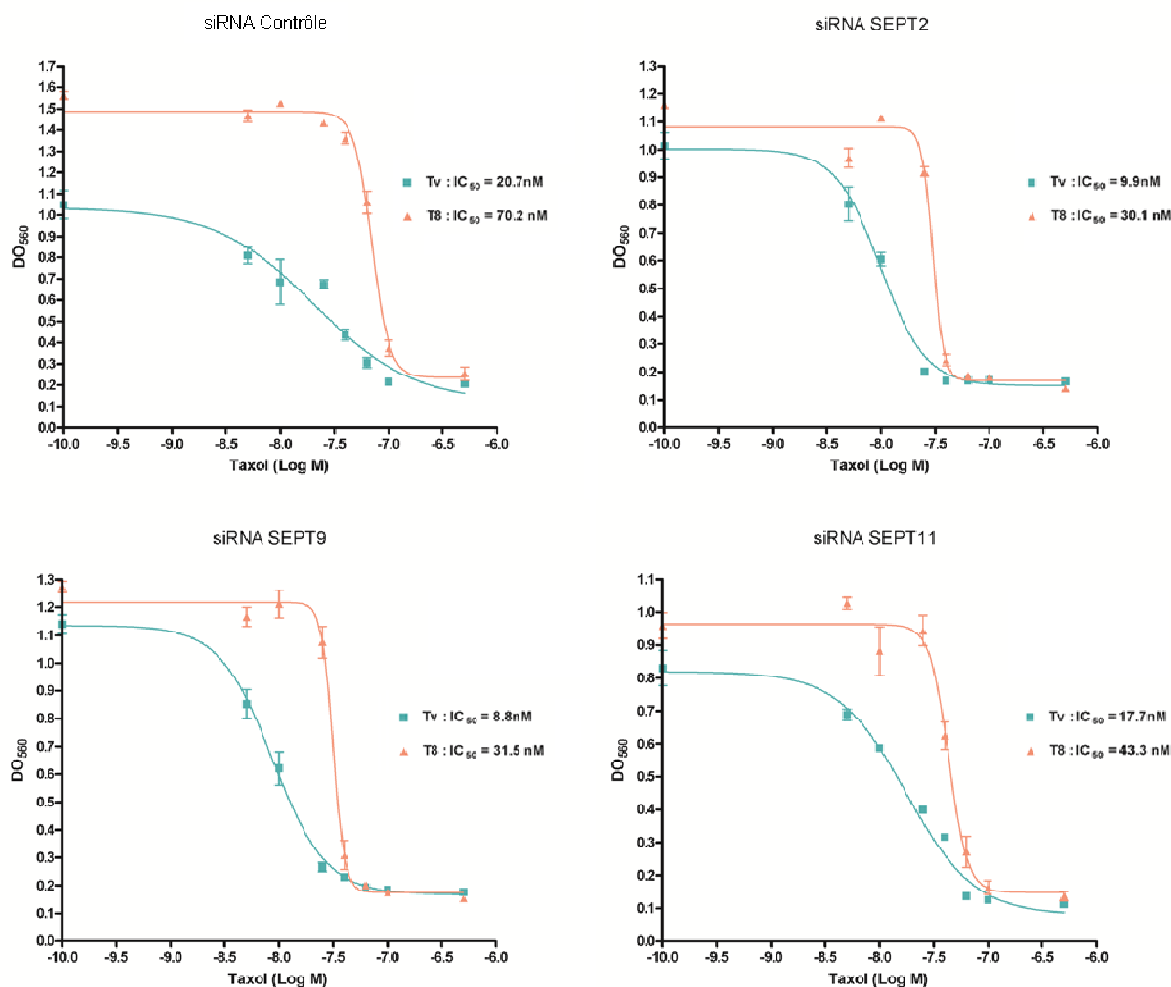 siRNA Contrôle
1.7
1.6
1.5
1.4
1.3
1.2
1.1
1.0
0.9
0.8
0.7
0.6
0.5
0.4
0.3
0.2
0.1
0.0
DO560
-10.0 -9.5 -9.0 -8.5 -8.0 -7.5 -7.0 -6.5 -6.0
Taxol (Log M)
Tv : IC50 = 20.7nM
T8 : IC50 = 70.2 nM
siRNA SEPT2
1.3
1.2
1.1
1.0
0.9
0.8
0.7
0.6
0.5
0.4
0.3
0.2
0.1
0.0
DO560
-10.0 -9.5 -9.0 -8.5 -8.0 -7.5 -7.0 -6.5 -6.0
Taxol (Log M)
Tv : IC50 = 9.9nM
T8 : IC50 = 30.1 nM
siRNA SEPT9
1.3
1.2
1.1
1.0
0.9
0.8
0.7
0.6
0.5
0.4
0.3
0.2
0.1
0.0
DO560
-10.0 -9.5 -9.0 -8.5 -8.0 -7.5 -7.0 -6.5 -6.0
Taxol (Log M)
Tv : IC50 = 8.8nM
T8 : IC50 = 31.5 nM
siRNA SEPT11
1.1
1.0
0.9
0.8
0.7
0.6
0.5
0.4
0.3
0.2
0.1
0.0
DO560
-10.0 -9.5 -9.0 -8.5 -8.0 -7.5 -7.0 -6.5 -6.0
Taxol (Log M)
Tv : IC50 = 17.7nM
T8 : IC50 = 43.3 nM